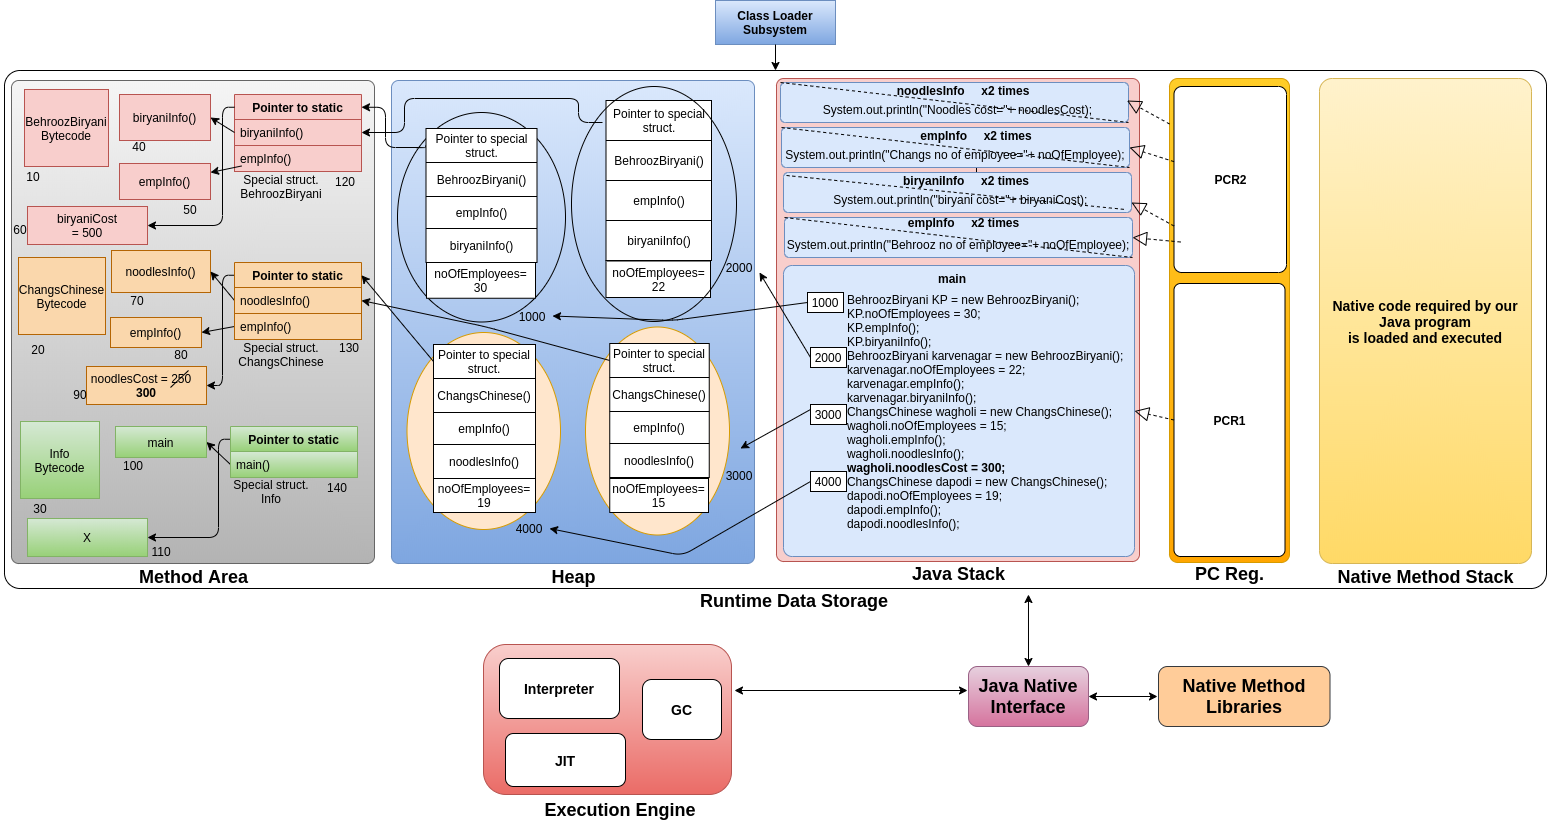 Class Loader
Subsystem
BehroozBiryani
Bytecode
10
biryaniInfo()
40
empInfo()
50
Pointer to static
biryaniInfo()
empInfo()
Special struct.
BehroozBiryani
120
60
biryaniCost
= 500
ChangsChinese
Bytecode
20
noodlesInfo()
70
empInfo()
80
Pointer to static
noodlesInfo()
empInfo()
Special struct.
ChangsChinese
130
90
noodlesCost = 250
300
Info
Bytecode
30
main
100
Pointer to static
main()
Special struct.
Info
140
X
110
Method Area
Pointer to special
struct.
BehroozBiryani()
empInfo()
biryaniInfo()
noOfEmployees=
30
1000
Pointer to special
struct.
BehroozBiryani()
empInfo()
biryaniInfo()
noOfEmployees=
22
2000
Pointer to special
struct.
ChangsChinese()
empInfo()
noodlesInfo()
noOfEmployees=
19
4000
Pointer to special
struct.
ChangsChinese()
empInfo()
noodlesInfo()
noOfEmployees=
15
3000
Heap
noodlesInfo x2 times
System.out.println("Noodles cost="+ noodlesCost);
empInfo x2 times
System.out.println("Changs no of employee="+ noOfEmployee);
biryaniInfo x2 times
System.out.println("biryani cost="+ biryaniCost);
empInfo x2 times
System.out.println("Behrooz no of employee="+ noOfEmployee);
main
1000
BehroozBiryani KP = new BehroozBiryani();
KP.noOfEmployees = 30;
KP.empInfo();
KP.biryaniInfo();
2000
BehroozBiryani karvenagar = new BehroozBiryani();
karvenagar.noOfEmployees = 22;
karvenagar.empInfo();
karvenagar.biryaniInfo();
3000
ChangsChinese wagholi = new ChangsChinese();
wagholi.noOfEmployees = 15;
wagholi.empInfo();
wagholi.noodlesInfo();
wagholi.noodlesCost = 300;
4000
ChangsChinese dapodi = new ChangsChinese();
dapodi.noOfEmployees = 19;
dapodi.empInfo();
dapodi.noodlesInfo();
Java Stack
PCR2
PCR1
PC Reg.
Native code required by our
Java program
is loaded and executed
Native Method Stack
Runtime Data Storage
Interpreter
GC
JIT
Execution Engine
Java Native
Interface
Native Method
Libraries